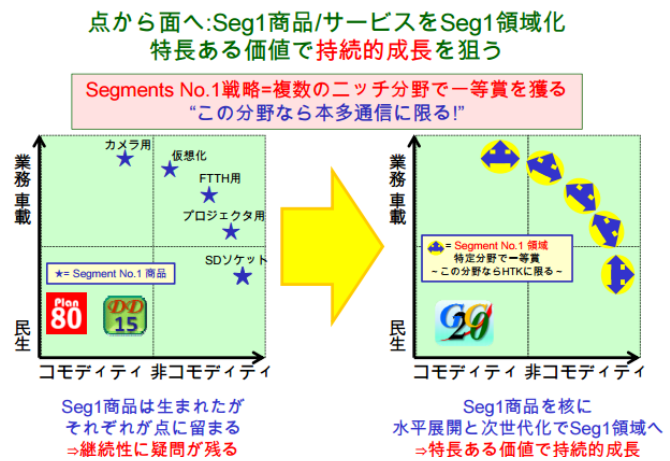 点から面へ:Seg1商品/サービスをSeg1領域化
特長ある価値で持続的成長を狙う
Segments No.1戦略=複数のニッチ分野で一等賞を獲る
“この分野なら本多通信に限る!”
業務 車載
民生
カメラ用
仮想化
FTTH用
プロジェクタ用
SDソケット
★= Segment No.1 商品
Plan
80
DD
15
コモディティ 非コモディティ
Seg1商品は生まれたが
それぞれが点に留まる
⇒継続性に疑問が残る
業務 車載
民生
= Segment No.1 領域
特定分野で一等賞
~この分野ならHTKに限る~
GC
20
コモディティ 非コモディティ
Seg1商品を核に
水平展開と次世代化でSeg1領域へ
⇒特長ある価値で持続的成長